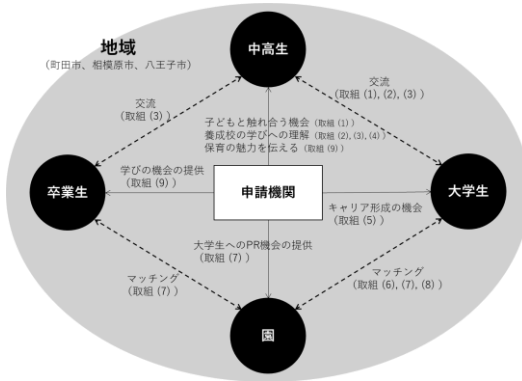 地域
（町田市、相模原市、八王子市）
中高生
交流
（取組（3））
交流
（取組（1）,（2）,（3））
子どもと触れ合う機会（取組（1））
養成校の学びへの理解（取組（2）,（3）,（4））
保育の魅力を伝える（取組（9））
卒業生
学びの機会の提供
（取組（9））
申請機関
キャリア形成の機会
（取組（5））
大学生
大学生へのPR機会の提供
（取組（7））
マッチング
（取組（7））
マッチング
（取組（6）,（7）,（8））
園